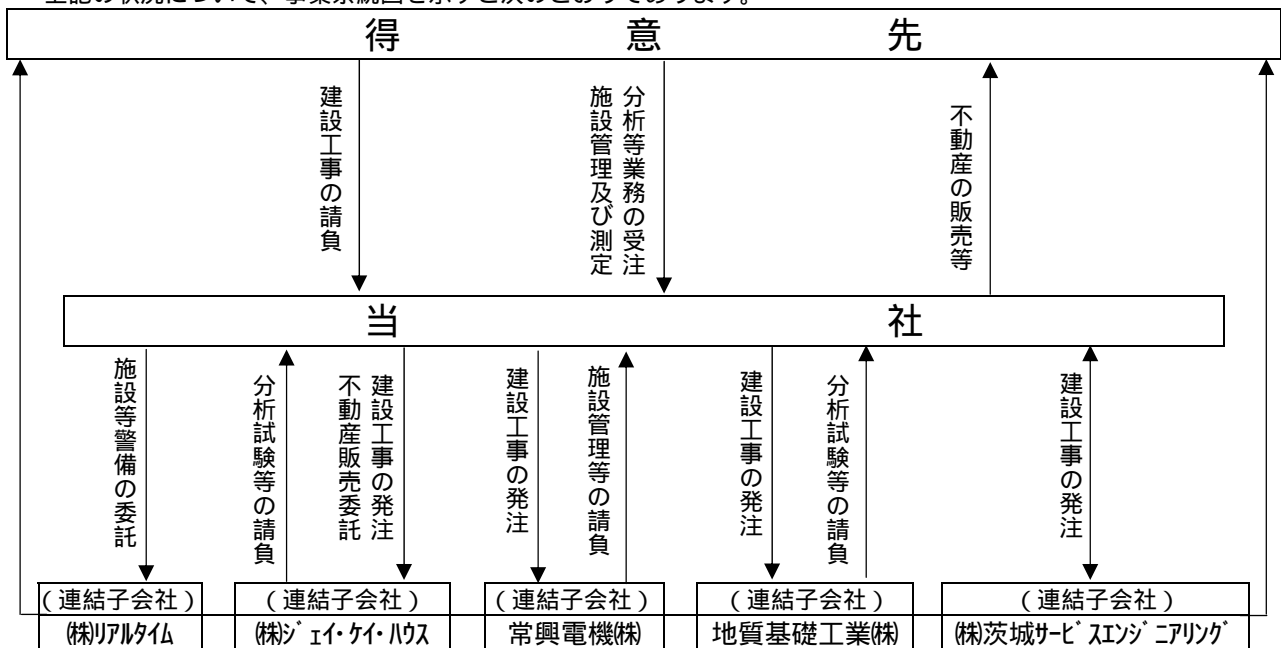 上記の状況について、事業系統図を示すと次のとおりであります。
得意先
建設工事の請負
分析等業務の受注
施設管理及び測定
不動産の販売等
当社
施設等警備の委託
分析試験等の請負
建設工事の発注
不動産販売委託
建設工事の発注
施設管理等の請負
建設工事の発注
分析試験等の請負
建設工事の発注
(連結子会社)
㈱ﾘｱﾙﾀｲﾑ
(連結子会社)
㈱ｼﾞｪｲ・ｹｲ・ﾊｳｽ
(連結子会社)
常興電機㈱
(連結子会社)
地質基礎工業㈱
(連結子会社)
㈱茨城ｻｰﾋﾞｽｴﾝｼﾞﾆｱﾘﾝｸﾞ